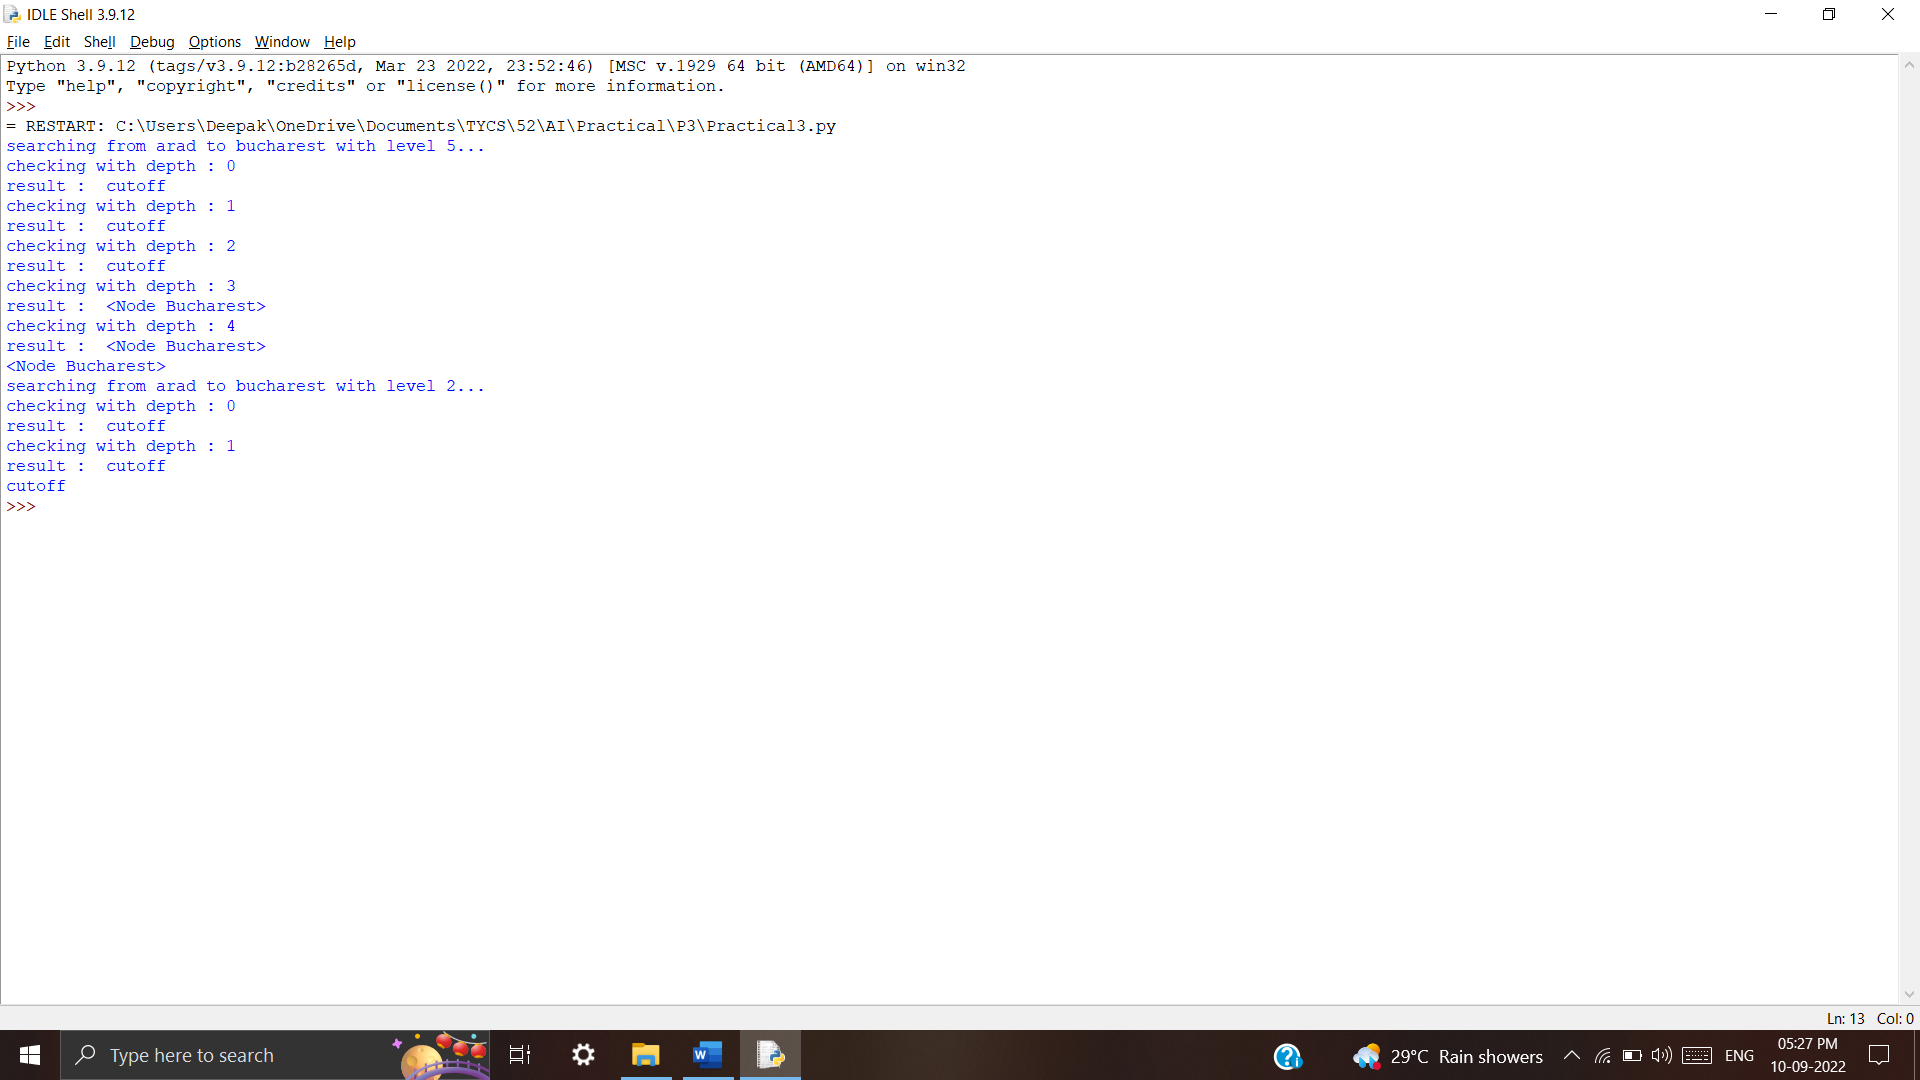 IDLE Shell 3.9.12
File Edit Shell Debug Options Window Help
Python 3.9.12 (tags/v3.9.12:b28265d, Mar 23 2022, 23:52:46) [MSC v.1929 64 bit (AMD64)] on win32
Type "help", "copyright", "credits" or "license()" for more information.
>>>
= RESTART: C:\Users\Deepak\OneDrive\Documents\TYCS\52\AI\Practical\P3\Practical3.py
searching from arad to bucharest with level 5...
checking with depth : 0
result :  cutoff
checking with depth : 1
result :  cutoff
checking with depth : 2
result :  cutoff
checking with depth : 3
result :  <Node Bucharest>
checking with depth : 4
result :  <Node Bucharest>
<Node Bucharest>
searching from arad to bucharest with level 2...
checking with depth : 0
result :  cutoff
checking with depth : 1
result :  cutoff
cutoff
>>>
Ln: 13 Col: 0
Type here to search
29°C Rain showers
ENG
05:27 PM
10-09-2022